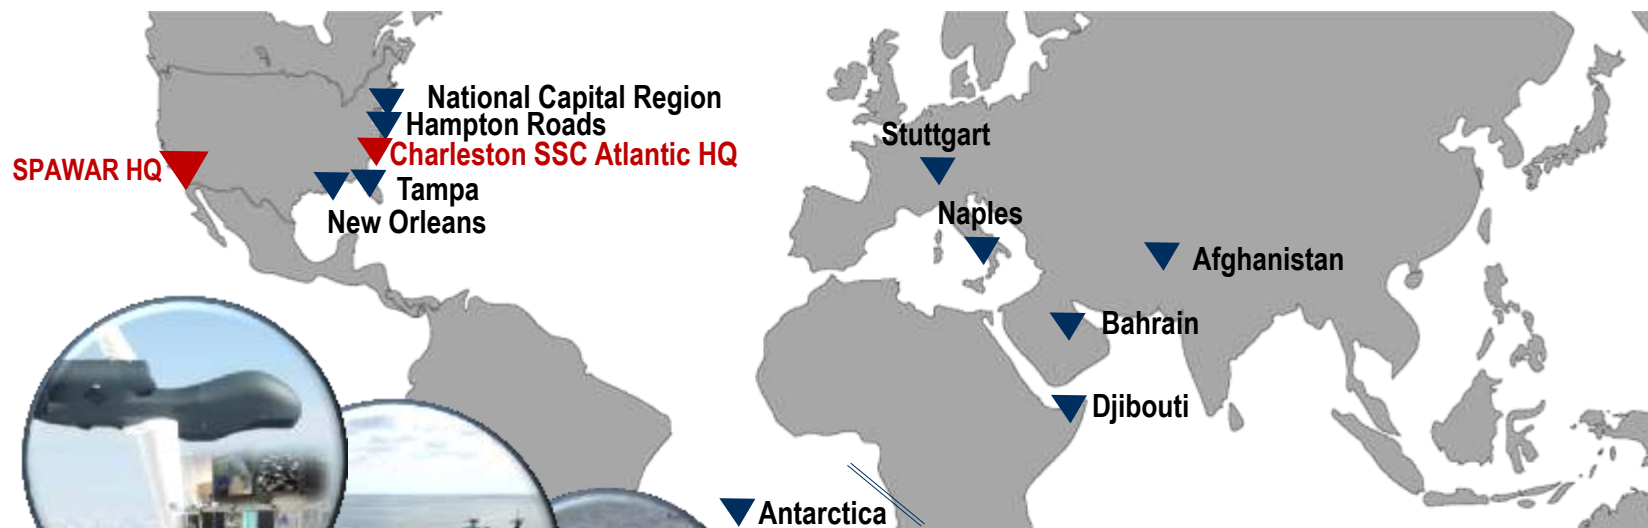 National Capital Region
Hampton Roads
Charleston SSC Atlantic HQ
SPAWAR HQ
Tampa
New Orleans
Stuttgart
Naples
Afghanistan
Bahrain
Djibouti
Antarctica